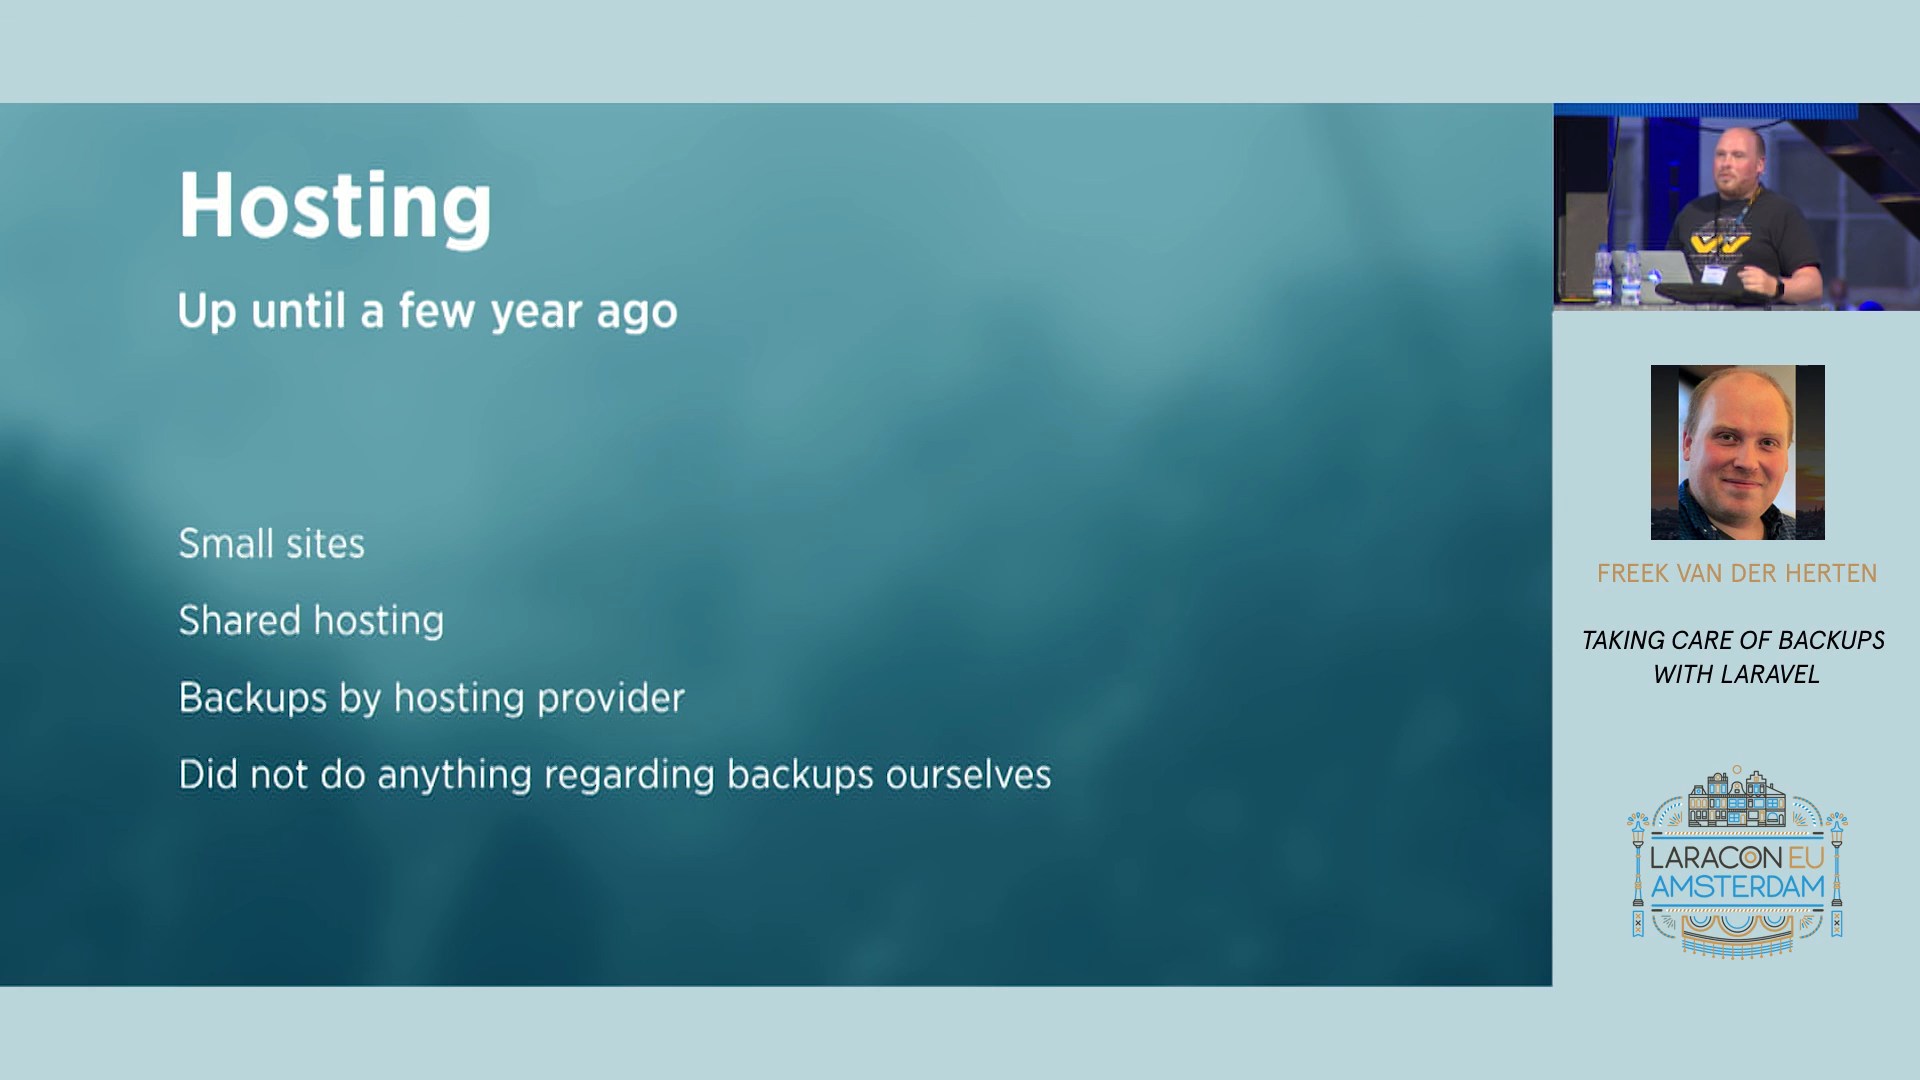 Hosting
Up until a few year ago
Small sites
Shared hosting
Backups by hosting provider
Did not do anything regarding backups ourselves
FREEK VAN DER HERTEN
TAKING CARE OF BACKUPS
WITH LARAVEL
LARACON EU
AMSTERDAM